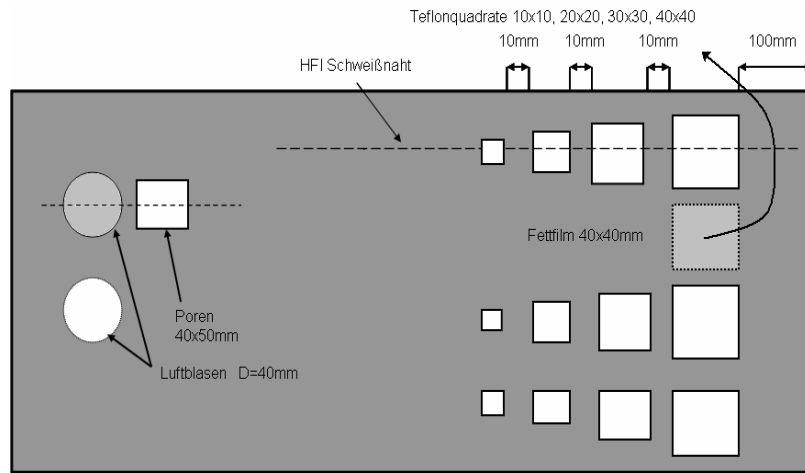 Teflonquadrate 10x10, 20x20, 30x30, 40x40
10mm 10mm 10mm 100mm
HFI Schweißnaht
Fettfilm 40x40mm
Poren
40x50mm
Luftblasen D=40mm